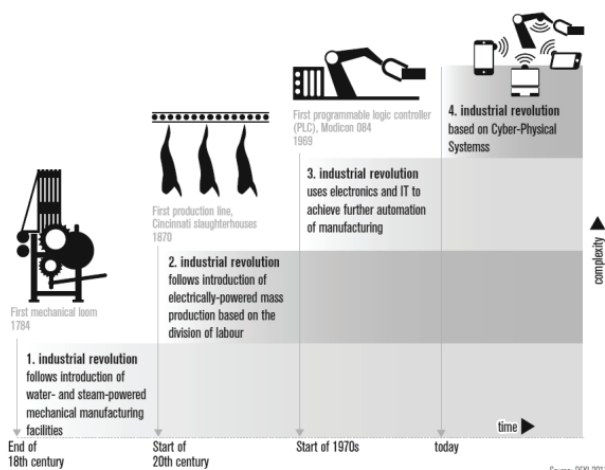 4. industrial revolution
based on Cyber-Physical
Systemss
First programmable logic controller
(PLC), Modicon 084
1969
3. industrial revolution
uses electronics and IT to
achieve further automation
of manufacturing
First production line,
Cincinnati slaughterhouses
1870
2. industrial revolution
follows introduction of
electrically-powered mass
production based on the
division of labour
First mechanical loom
1784
1. industrial revolution
follows introduction of
water- and steam-powered
mechanical manufacturing
facilities
complexity
time
End of
18th century
Start of
20th century
Start of 1970s
today